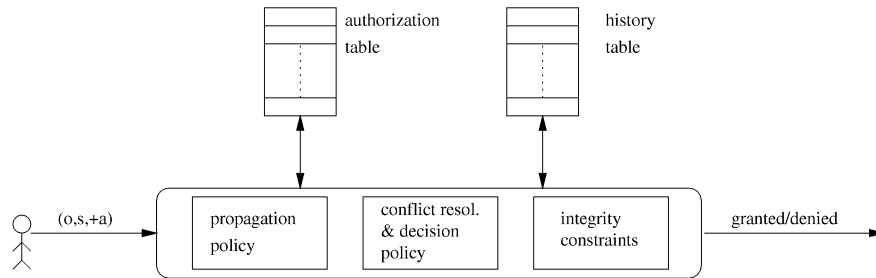 authorization
table
history
table
(o,s,+a)
propagation
policy
conflict resol.
& decision
policy
integrity
constraints
granted/denied